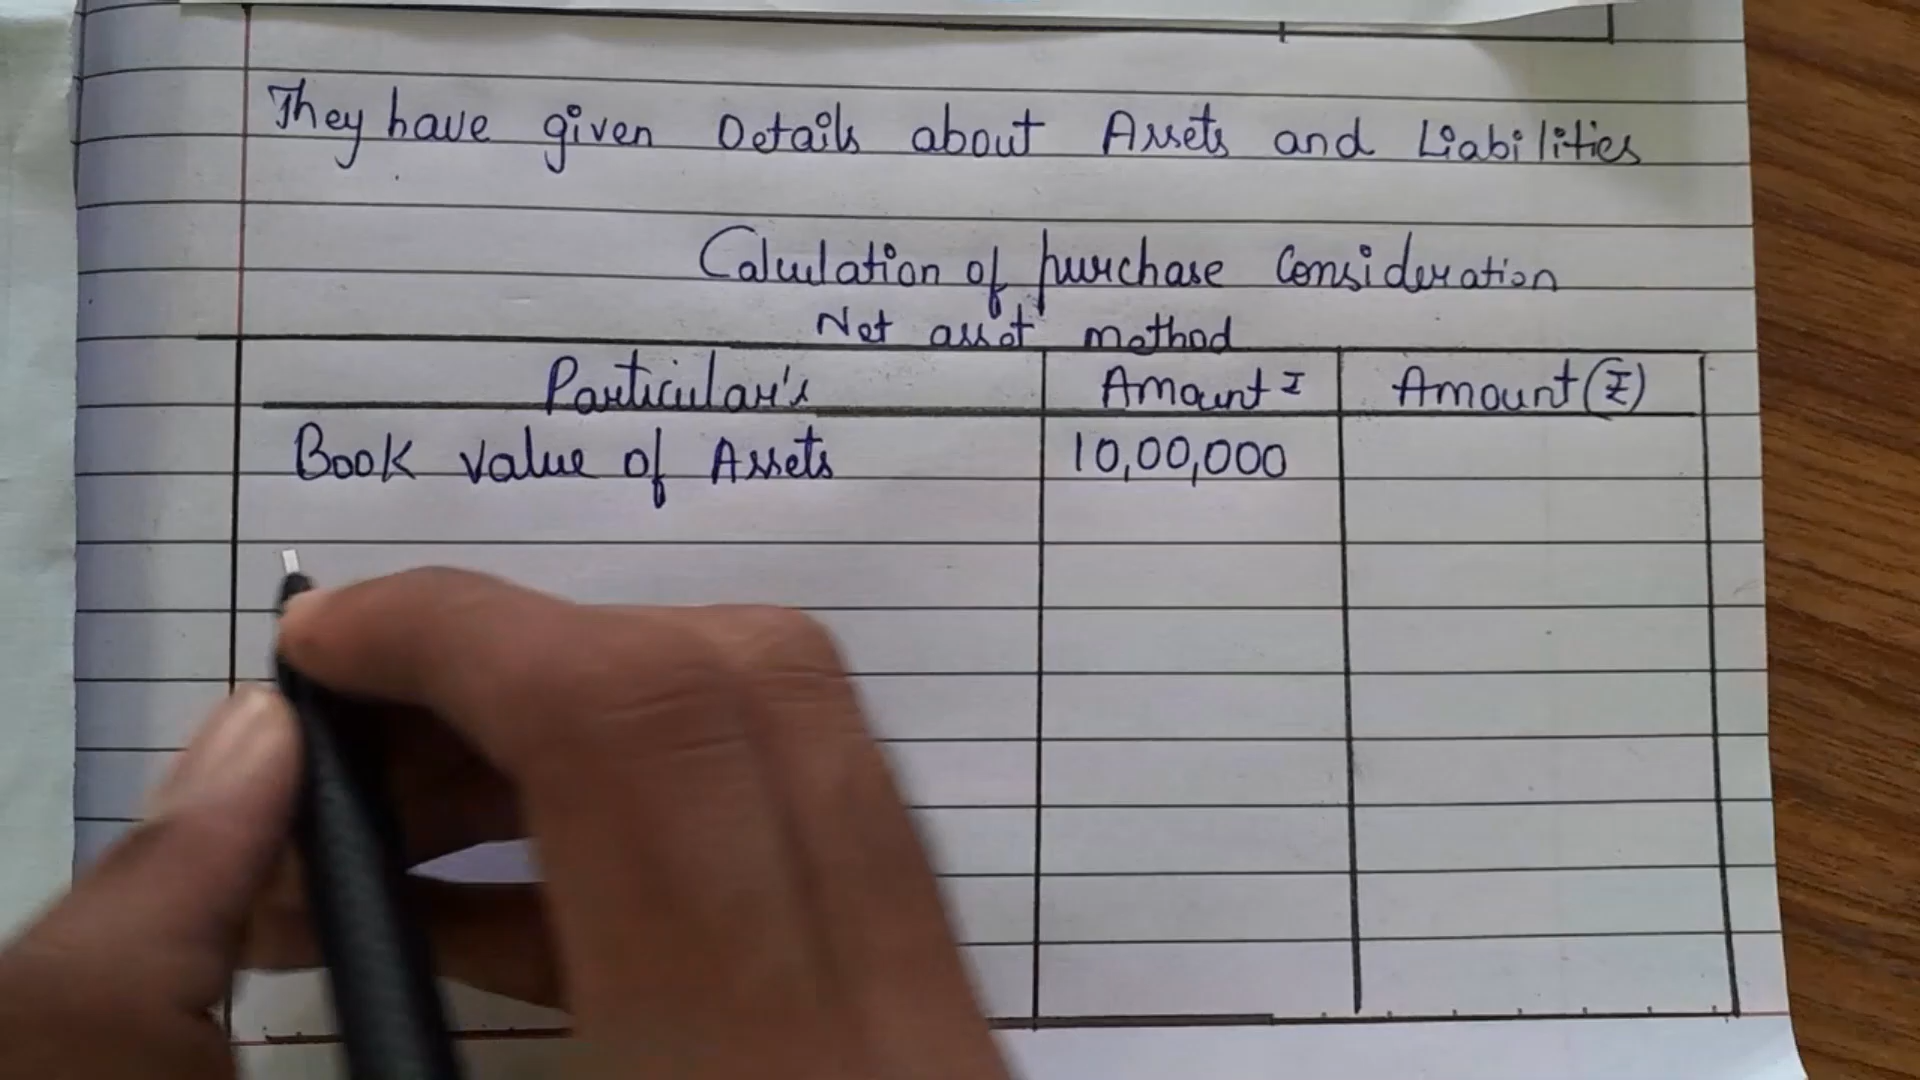 They have given Details about Assets and Liabilities
Calculation of purchase Consideration
Net asset method
Particular's Amount ₹ Amount (₹)
Book value of Assets 10,00,000